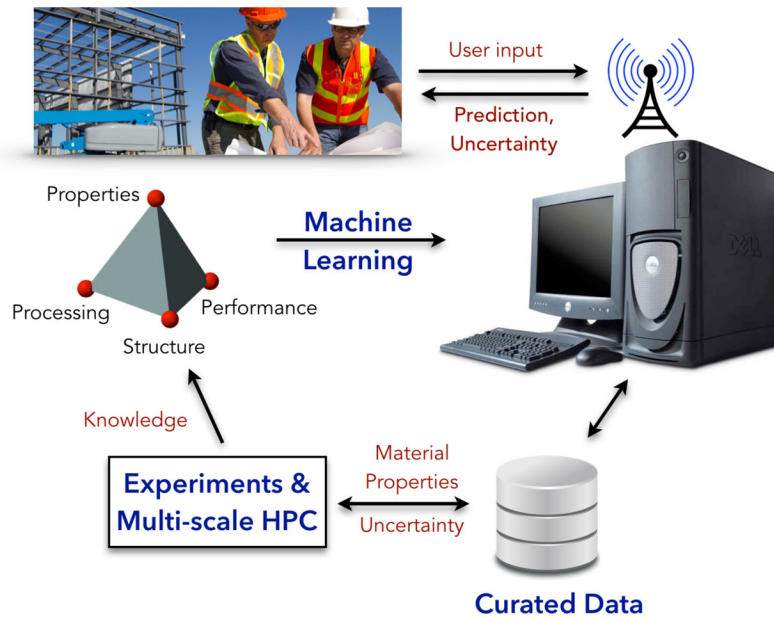 User input
Prediction,
Uncertainty
Properties
Machine
Learning
DELL
Processing
Performance
Structure
Knowledge
Material
Properties
Experiments &
Multi-scale HPC
Uncertainty
Curated Data